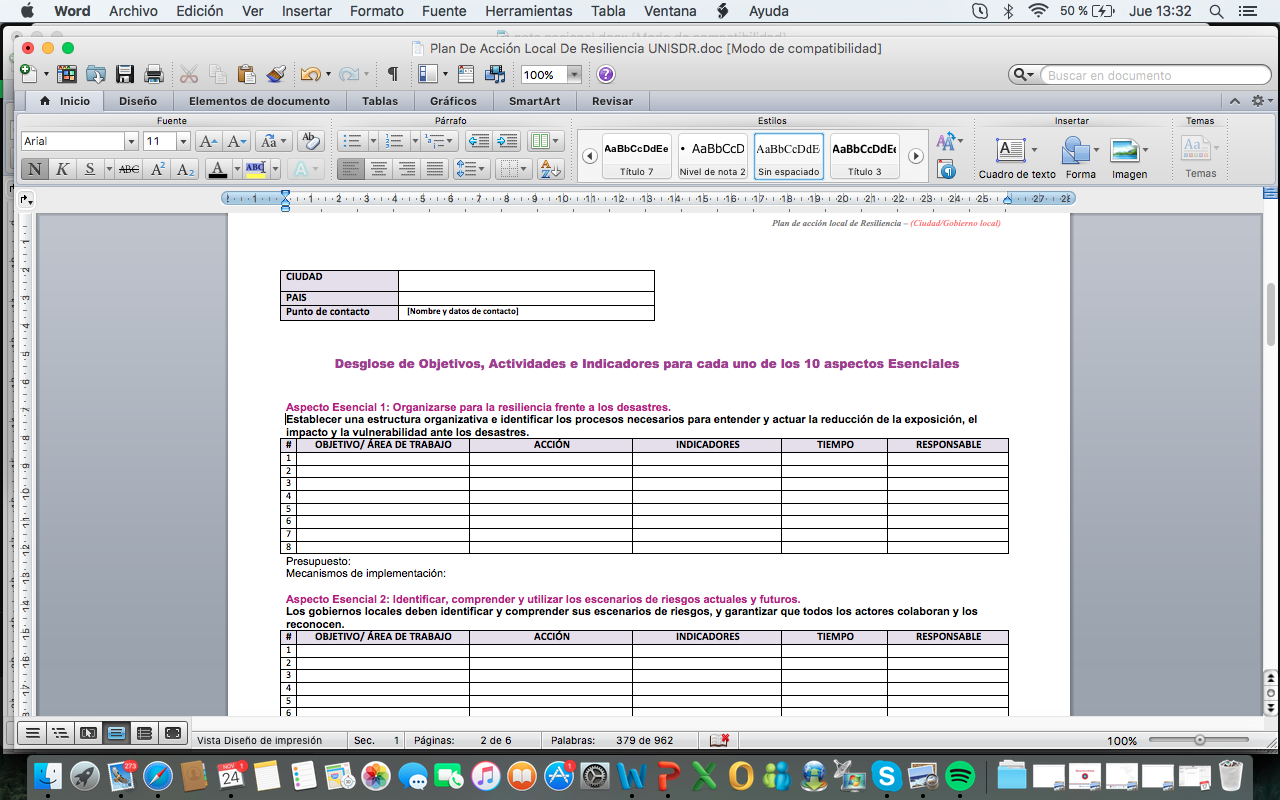 Word Archivo Edición Ver Insertar Formato Fuente Herramientas Tabla Ventana Ayuda 50 % Jue 13:32
Plan De Acción Local De Resiliencia UNISDR.doc [Modo de compatibilidad]
100% Buscar en documento
Inicio Diseño Elementos de documento Tablas Gráficos SmartArt Revisar
Fuente Párrafo Estilos Insertar Temas
Arial 11
AaBbCcDdEe AaBbCcD AaBbCcDdE AaBbCcDdEe
Título 7 Nivel de nota 2 Sin espaciado Título 3
Cuadro de texto Forma Imagen Temas
Plan de acción local de Resiliencia – (Ciudad/Gobierno local)
CIUDAD
PAIS
Punto de contacto [Nombre y datos de contacto]
Desglose de Objetivos, Actividades e Indicadores para cada uno de los 10 aspectos Esenciales
Aspecto Esencial 1: Organizarse para la resiliencia frente a los desastres.
Establecer una estructura organizativa e identificar los procesos necesarios para entender y actuar la reducción de la exposición, el
impacto y la vulnerabilidad ante los desastres.
# OBJETIVO/ ÁREA DE TRABAJO ACCIÓN INDICADORES TIEMPO RESPONSABLE
1
2
3
4
5
6
7
8
Presupuesto:
Mecanismos de implementación:
Aspecto Esencial 2: Identificar, comprender y utilizar los escenarios de riesgos actuales y futuros.
Los gobiernos locales deben identificar y comprender sus escenarios de riesgos, y garantizar que todos los actores colaboran y los
reconocen.
# OBJETIVO/ ÁREA DE TRABAJO ACCIÓN INDICADORES TIEMPO RESPONSABLE
1
2
3
4
5
6
Vista Diseño de impresión Sec. 1 Páginas: 2 de 6 Palabras: 379 de 962 100%
273 NOV 24 1 1